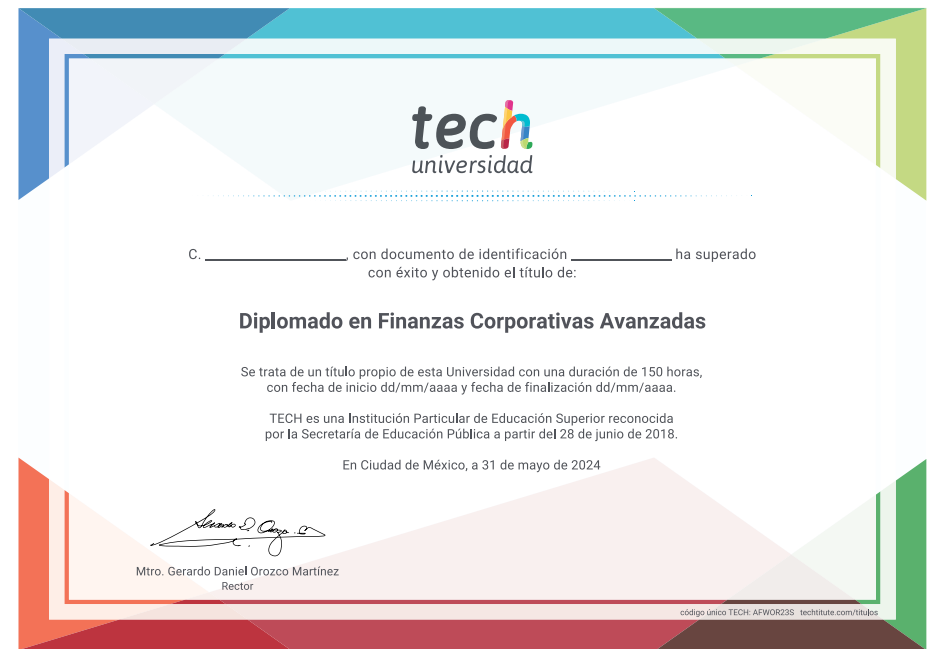 tech
universidad
C. ____________, con documento de identificación ____________ ha superado
con éxito y obtenido el título de:
Diplomado en Finanzas Corporativas Avanzadas
Se trata de un título propio de esta Universidad con una duración de 150 horas,
con fecha de inicio dd/mm/aaaa y fecha de finalización dd/mm/aaaa.
TECH es una Institución Particular de Educación Superior reconocida
por la Secretaría de Educación Pública a partir del 28 de junio de 2018.
En Ciudad de México, a 31 de mayo de 2024
Mtro. Gerardo Daniel Orozco Martínez
Rector
código único TECH: AFWOR23S techtitute.com/titulos